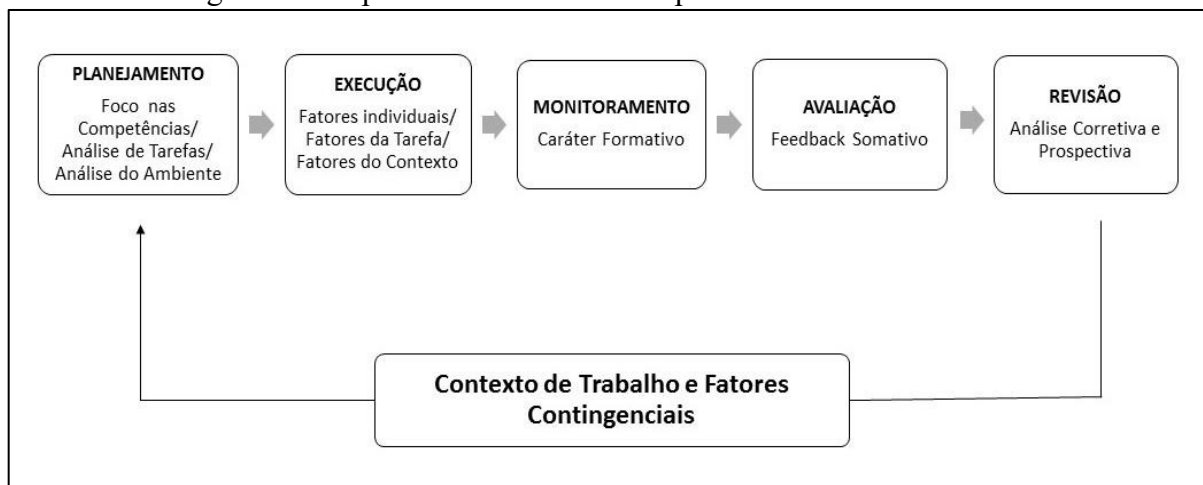 PLANEJAMENTO
Foco nas
Competências/
Análise de Tarefas/
Análise do Ambiente
EXECUÇÃO
Fatores individuais/
Fatores da Tarefa/
Fatores do Contexto
MONITORAMENTO
Caráter Formativo
AVALIAÇÃO
Feedback Somativo
REVISÃO
Análise Corretiva e
Prospectiva
Contexto de Trabalho e Fatores
Contingenciais